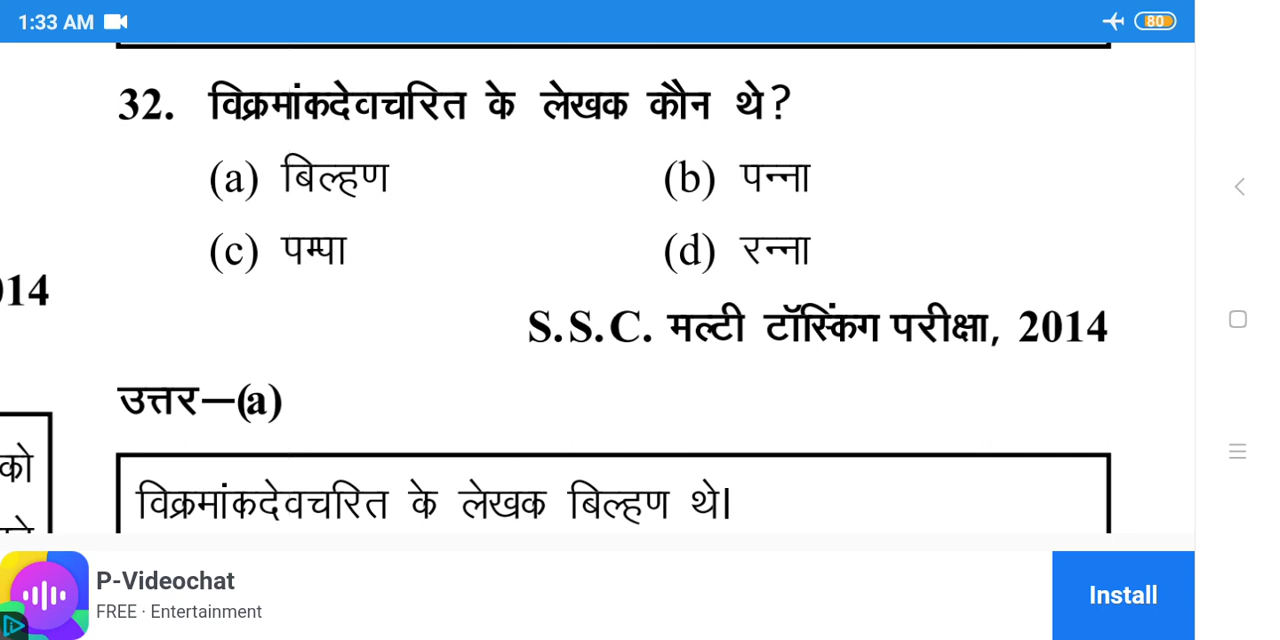 1:33 AM
80
32. विक्रमांकदेवचरित के लेखक कौन थे?
(a) बिल्हण (b) पन्ना
(c) पम्पा (d) रन्ना
14
S.S.C. मल्टी टॉस्किंग परीक्षा, 2014
उत्तर—(a)
को
विक्रमांकदेवचरित के लेखक बिल्हण थे।
P-Videochat
FREE · Entertainment
Install